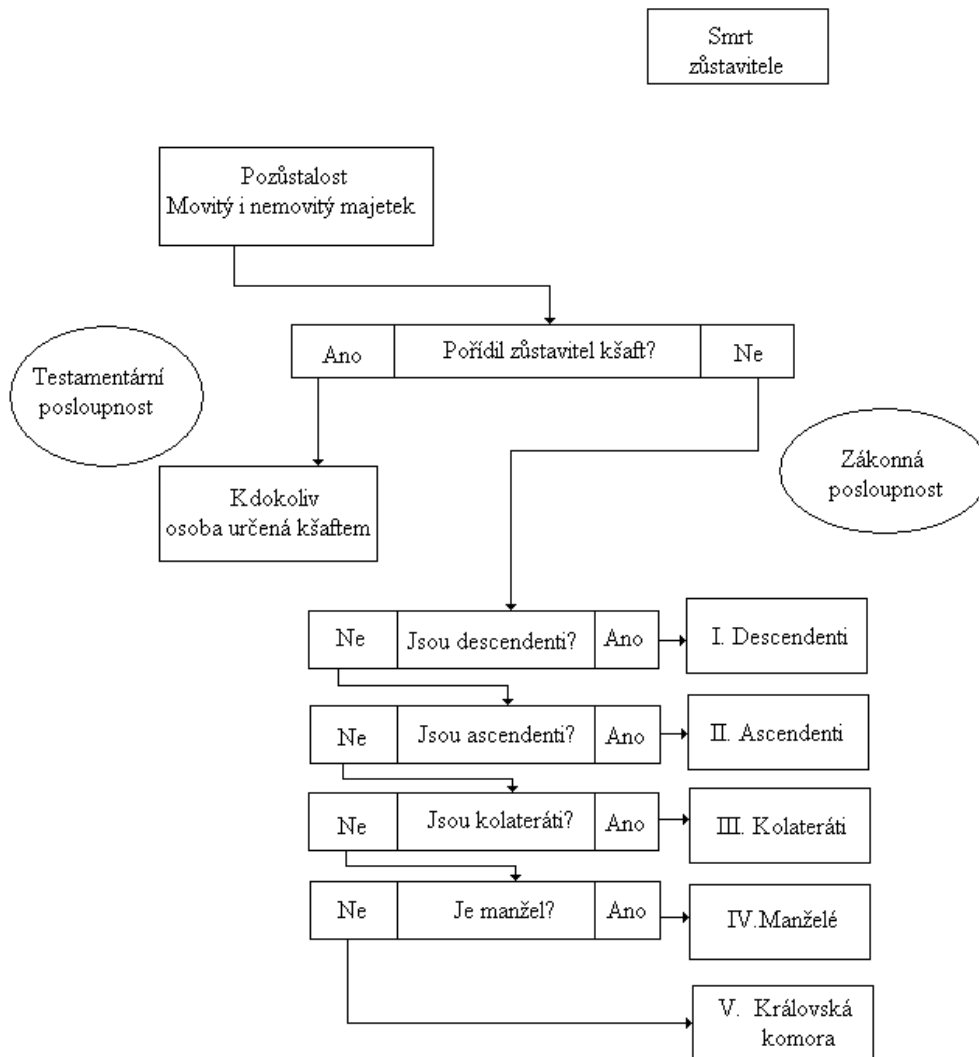 Smrt
zůstavitele
Pozůstalost
Movitý i nemovitý majetek
Ano
Pořídil zůstavitel kšaft?
Ne
Testamentární
posloupnost
Zákonná
posloupnost
Kdokoliv
osoba určená kšaftem
Ne
Jsou descendenti?
Ano
I. Descendenti
Ne
Jsou ascendenti?
Ano
II. Ascendenti
Ne
Jsou kolateráti?
Ano
III. Kolateráti
Ne
Je manžel?
Ano
IV.Manželé
V. Královská
komora